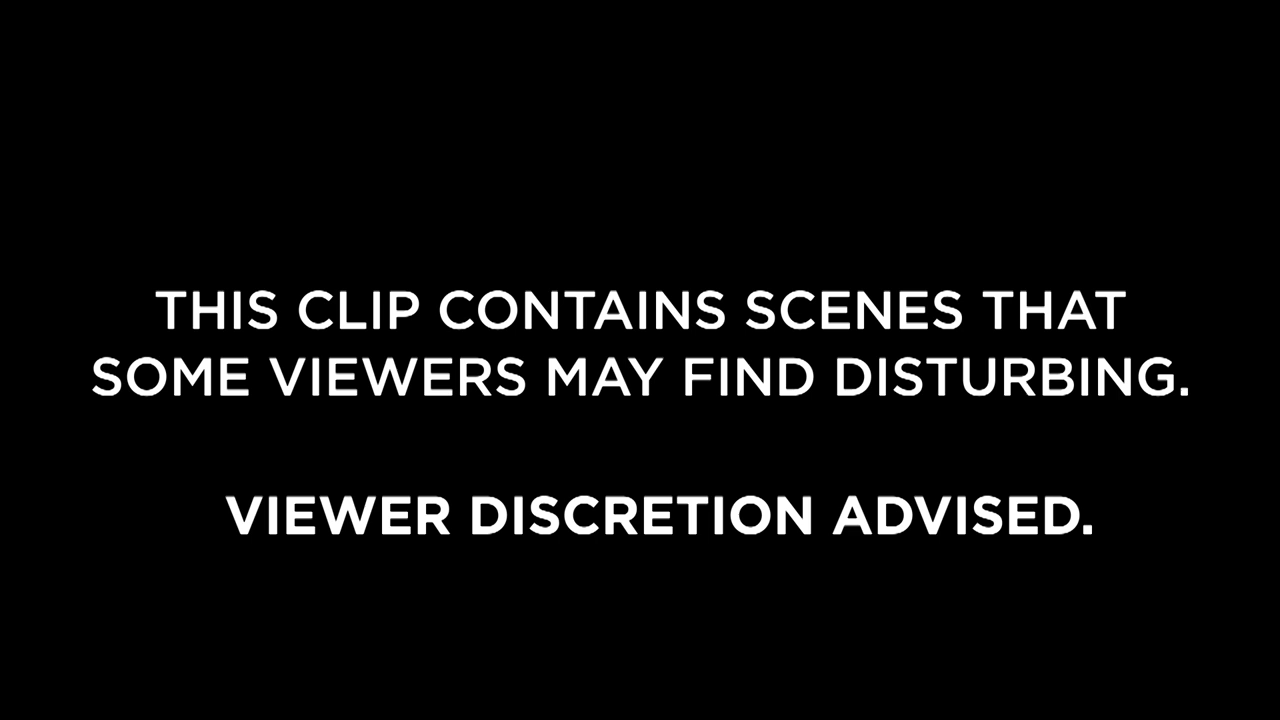 THIS CLIP CONTAINS SCENES THAT
SOME VIEWERS MAY FIND DISTURBING.
VIEWER DISCRETION ADVISED.